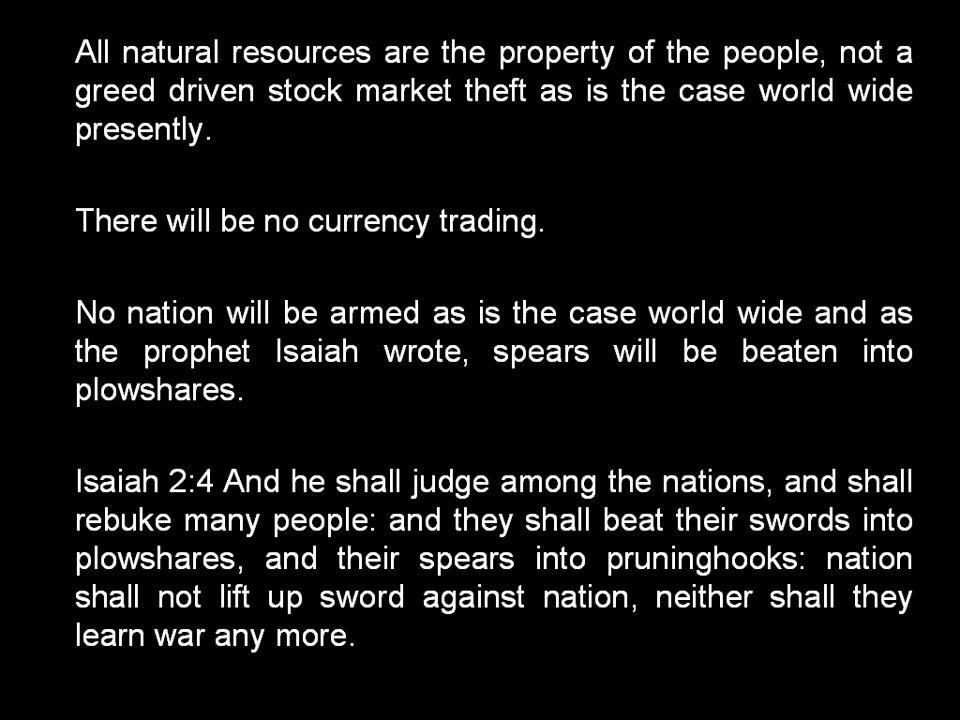 All natural resources are the property of the people, not a
greed driven stock market theft as is the case world wide
presently.
There will be no currency trading.
No nation will be armed as is the case world wide and as
the prophet Isaiah wrote, spears will be beaten into
plowshares.
Isaiah 2:4 And he shall judge among the nations, and shall
rebuke many people: and they shall beat their swords into
plowshares, and their spears into pruninghooks: nation
shall not lift up sword against nation, neither shall they
learn war any more.